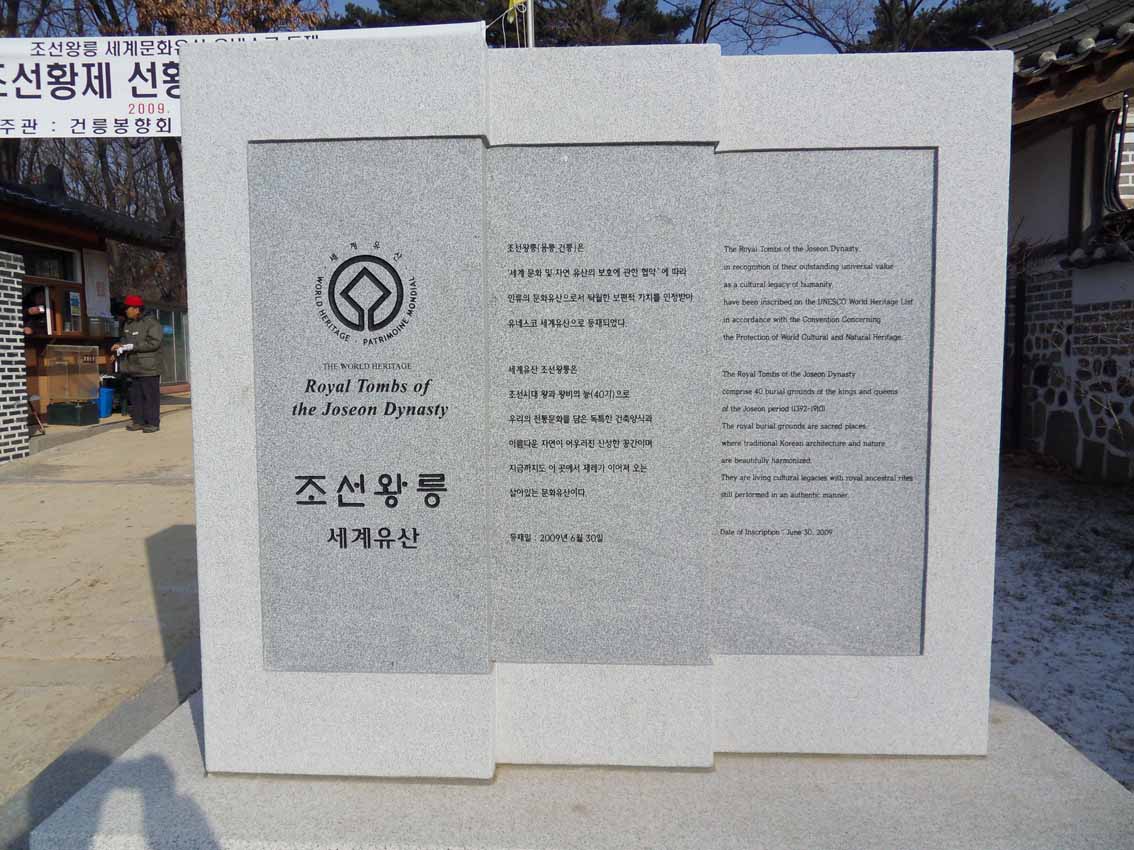 조선왕릉 세계문화유
조선황제 선황
2009.
주관 : 건릉봉향회
세계유산
WORLD HERITAGE · PATRIMOINE MONDIAL
THE WORLD HERITAGE
Royal Tombs of
the Joseon Dynasty
조선왕릉
세계유산
조선왕릉(융릉 건릉)은
'세계 문화 및 자연 유산의 보호에 관한 협약'에 따라
인류의 문화유산으로서 탁월한 보편적 가치를 인정받아
유네스코 세계유산으로 등재되었다.
세계유산 조선왕릉은
조선시대 왕과 왕비의 능(40기)으로
우리의 전통문화를 담은 독특한 건축양식과
아름다운 자연이 어우러진 신성한 공간이며
지금까지도 이 곳에서 제례가 이어져 오는
살아있는 문화유산이다.
등재일 : 2009년 6월 30일
The Royal Tombs of the Joseon Dynasty,
in recognition of their outstanding universal value
as a cultural legacy of humanity,
have been inscribed on the UNESCO World Heritage List
in accordance with the Convention Concerning
the Protection of World Cultural and Natural Heritage.
The Royal Tombs of the Joseon Dynasty
comprise 40 burial grounds of the kings and queens
of the Joseon period (1392-1910).
The royal burial grounds are sacred places
where traditional Korean architecture and nature
are beautifully harmonized.
They are living cultural legacies with royal ancestral rites
still performed in an authentic manner.
Date of Inscription : June 30, 2009